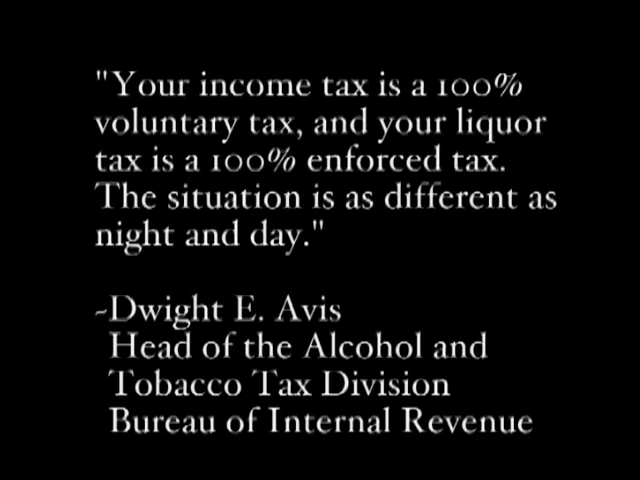 "Your income tax is a 100%
voluntary tax, and your liquor
tax is a 100% enforced tax.
The situation is as different as
night and day."
~Dwight E. Avis
Head of the Alcohol and
Tobacco Tax Division
Bureau of Internal Revenue